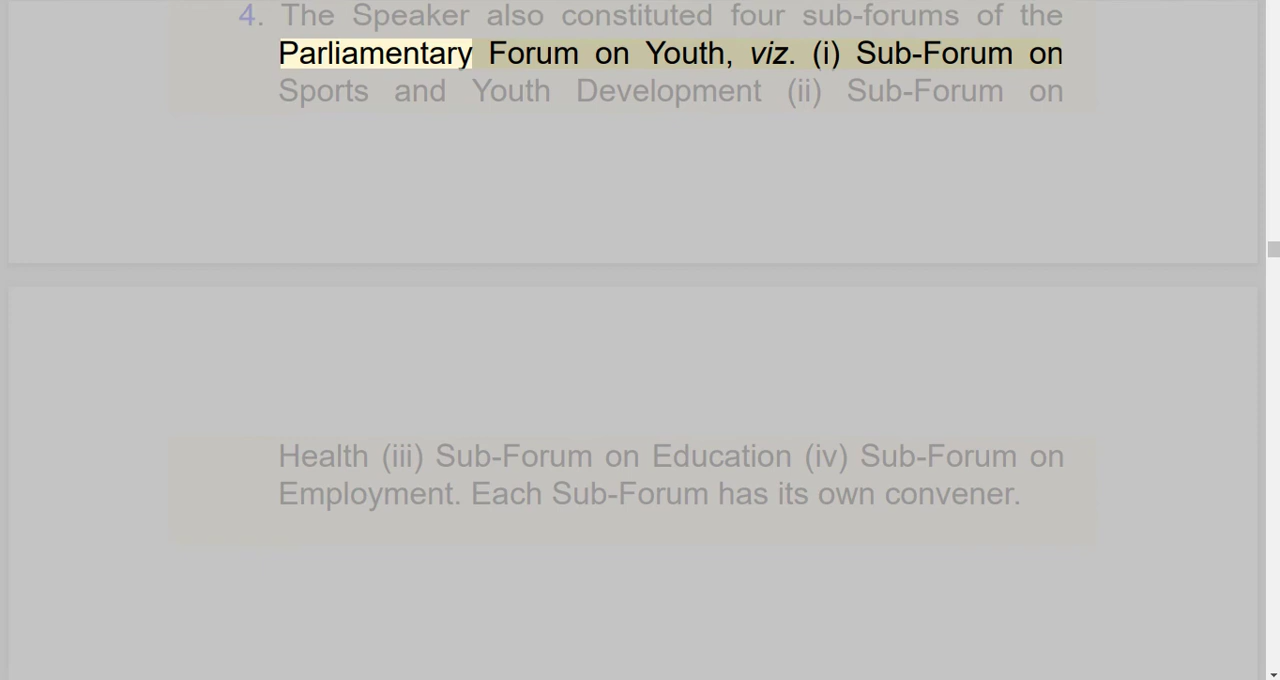 4. The Speaker also constituted four sub-forums of the
Parliamentary Forum on Youth, viz. (i) Sub-Forum on
Sports and Youth Development (ii) Sub-Forum on
Health (iii) Sub-Forum on Education (iv) Sub-Forum on
Employment. Each Sub-Forum has its own convener.